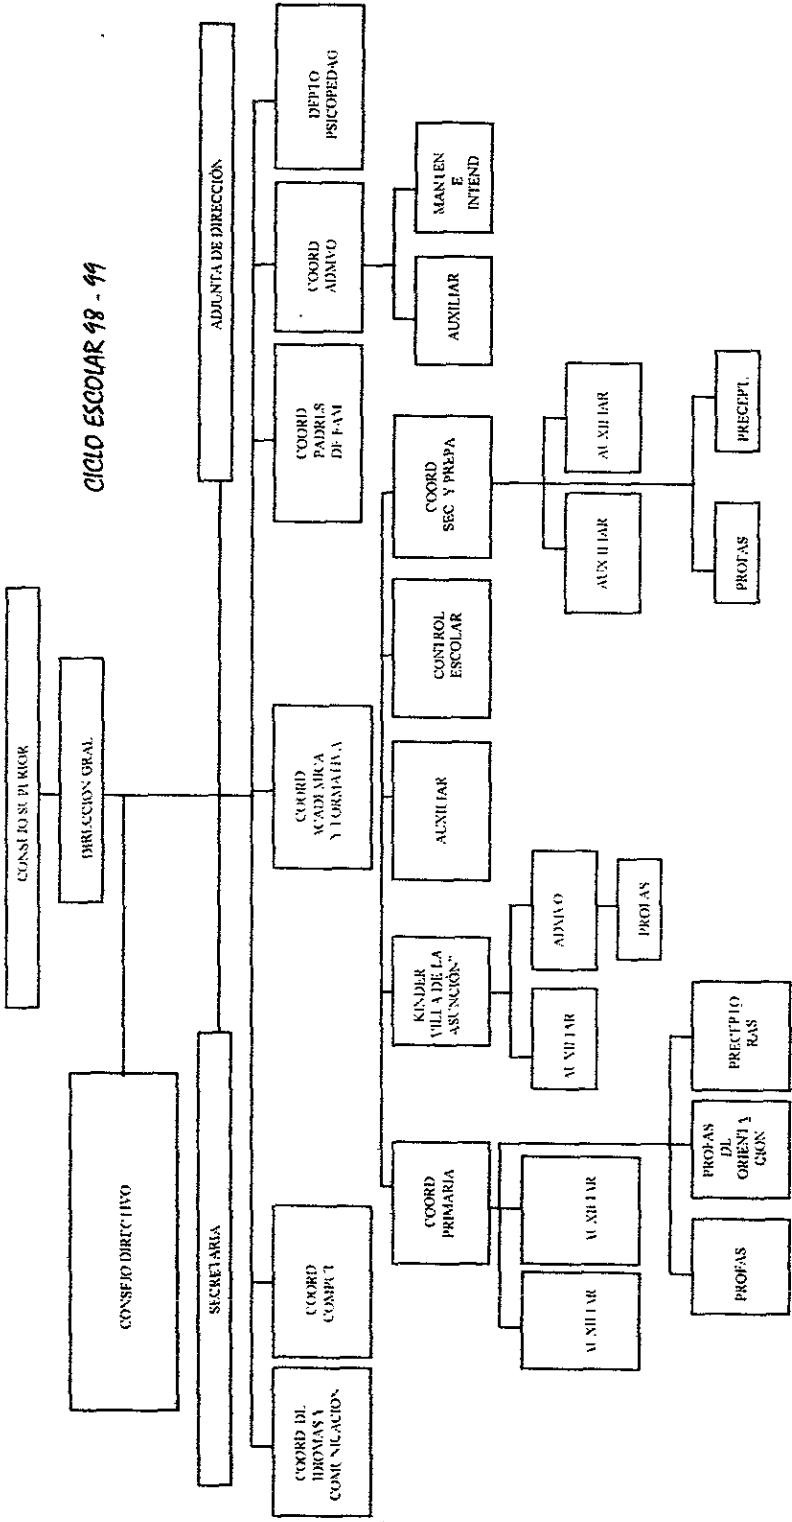 CICLO ESCOLAR 98 - 99
CONSEJO SUPERIOR
DIRECCION GRAL
CONSEJO DIRECTIVO
SECRETARIA
ADJUNTA DE DIRECCIÓN
COORD DE
IDIOMAS Y
COMUNICACION
COORD
COMPUT
COORD
ACADEMICA
Y FORMATIVA
COORD
PADRES
DE FAM
COORD
ADMVO
DEPTO
PSICOPEDAG
AUXILIAR
MANTEN
E
INTEND
COORD
PRIMARIA
KINDER
"VILLA DE LA
ASUNCIÓN"
AUXILIAR
CONTROL
ESCOLAR
COORD
SEC Y PREPA
AUXILIAR
AUXILIAR
AUXILIAR
ADMVO
PROFAS
AUXILIAR
AUXILIAR
PROFAS
PROFAS
DE
ORIENTA
CION
PRECEPTO
RAS
PROFAS
PRECEPT.